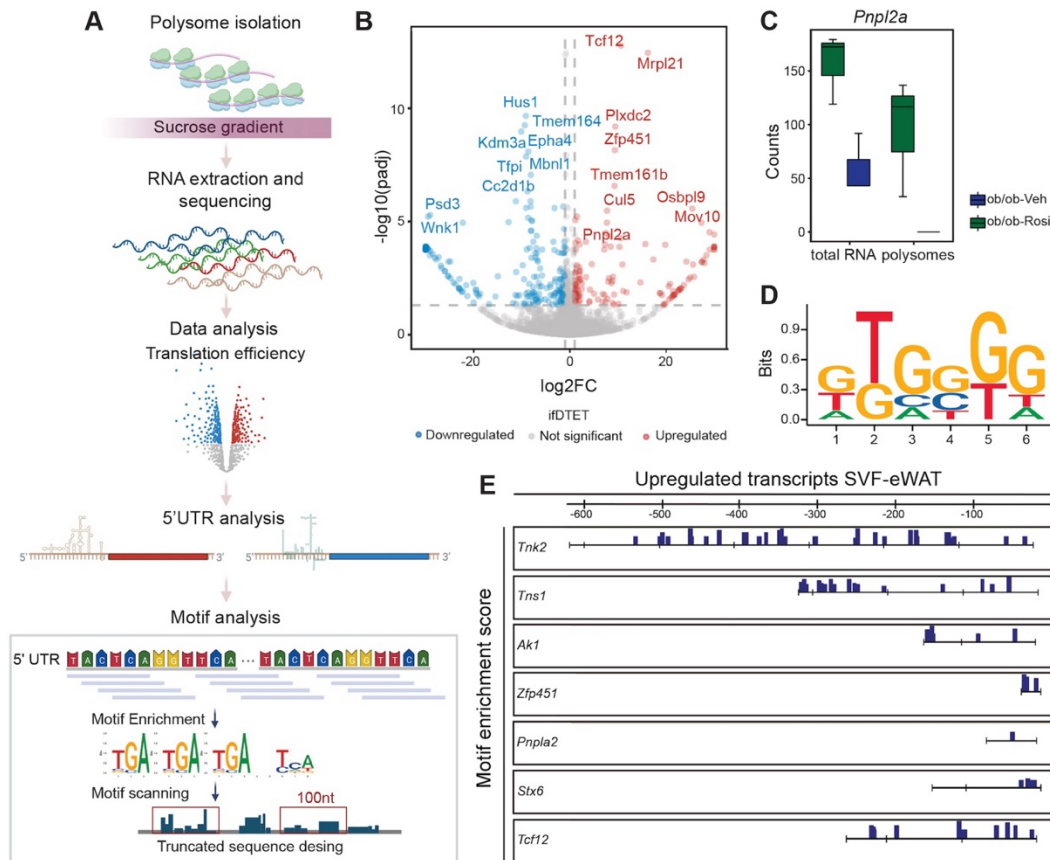 A
Polysome isolation
Sucrose gradient
RNA extraction and
sequencing
Data analysis
Translation efficiency
5'UTR analysis
5' 3' 5' 3'
Motif analysis
5' UTR
T A C T C A G G T T C A ... T A C T C A G G T T C A
Motif Enrichment
TGA TGA TGA TCA
Motif scanning
100nt
Truncated sequence desing
B
Tcf12
Mrpl21
Hus1
Tmem164
Plxdc2
Kdm3a
Epha4
Zfp451
Tfpi
Mbnl1
Tmem161b
Cc2d1b
Cul5
Osbpl9
Psd3
Mov10
Wnk1
Pnpl2a
10
5
0
-log10(padj)
-20 0 20
log2FC
ifDTET
Downregulated Not significant Upregulated
C
Pnpl2a
150
100
50
0
Counts
total RNA polysomes
ob/ob-Veh
ob/ob-Rosi
D
Bits
0.9
0.6
0.3
0.0
G T A
T G
G C A
G C T
G T
G T A
1 2 3 4 5 6
E
Upregulated transcripts SVF-eWAT
-600 -500 -400 -300 -200 -100
Motif enrichment score
Tnk2
Tns1
Ak1
Zfp451
Pnpla2
Stx6
Tcf12